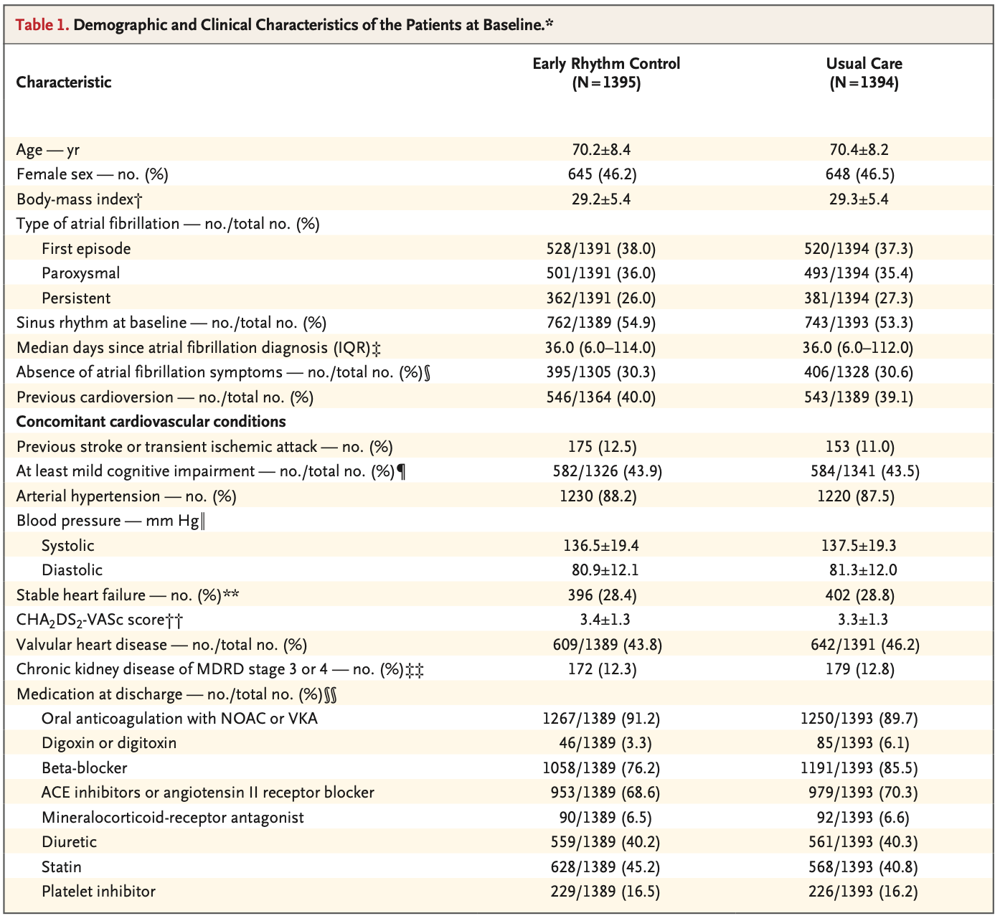 Table 1. Demographic and Clinical Characteristics of the Patients at Baseline.*
Characteristic Early Rhythm Control (N=1395) Usual Care (N=1394)
Age — yr 70.2±8.4 70.4±8.2
Female sex — no. (%) 645 (46.2) 648 (46.5)
Body-mass index† 29.2±5.4 29.3±5.4
Type of atrial fibrillation — no./total no. (%)
First episode 528/1391 (38.0) 520/1394 (37.3)
Paroxysmal 501/1391 (36.0) 493/1394 (35.4)
Persistent 362/1391 (26.0) 381/1394 (27.3)
Sinus rhythm at baseline — no./total no. (%) 762/1389 (54.9) 743/1393 (53.3)
Median days since atrial fibrillation diagnosis (IQR)‡ 36.0 (6.0–114.0) 36.0 (6.0–112.0)
Absence of atrial fibrillation symptoms — no./total no. (%)§ 395/1305 (30.3) 406/1328 (30.6)
Previous cardioversion — no./total no. (%) 546/1364 (40.0) 543/1389 (39.1)
Concomitant cardiovascular conditions
Previous stroke or transient ischemic attack — no. (%) 175 (12.5) 153 (11.0)
At least mild cognitive impairment — no./total no. (%)¶ 582/1326 (43.9) 584/1341 (43.5)
Arterial hypertension — no. (%) 1230 (88.2) 1220 (87.5)
Blood pressure — mm Hg‖
Systolic 136.5±19.4 137.5±19.3
Diastolic 80.9±12.1 81.3±12.0
Stable heart failure — no. (%)** 396 (28.4) 402 (28.8)
CHA₂DS₂-VASc score†† 3.4±1.3 3.3±1.3
Valvular heart disease — no./total no. (%) 609/1389 (43.8) 642/1391 (46.2)
Chronic kidney disease of MDRD stage 3 or 4 — no. (%)‡‡ 172 (12.3) 179 (12.8)
Medication at discharge — no./total no. (%)§§
Oral anticoagulation with NOAC or VKA 1267/1389 (91.2) 1250/1393 (89.7)
Digoxin or digitoxin 46/1389 (3.3) 85/1393 (6.1)
Beta-blocker 1058/1389 (76.2) 1191/1393 (85.5)
ACE inhibitors or angiotensin II receptor blocker 953/1389 (68.6) 979/1393 (70.3)
Mineralocorticoid-receptor antagonist 90/1389 (6.5) 92/1393 (6.6)
Diuretic 559/1389 (40.2) 561/1393 (40.3)
Statin 628/1389 (45.2) 568/1393 (40.8)
Platelet inhibitor 229/1389 (16.5) 226/1393 (16.2)